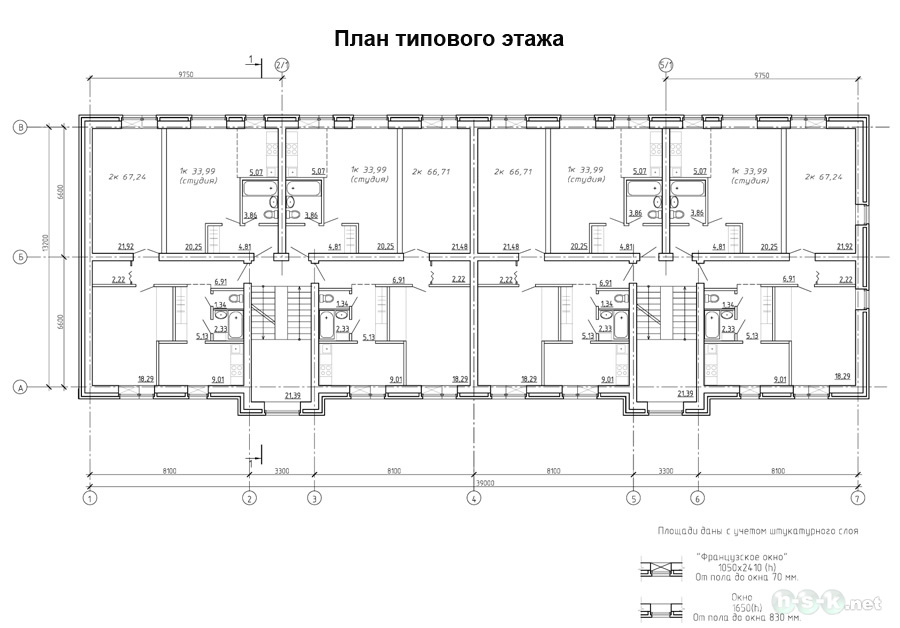 План типового этажа
1 2/1 5/1
9750 9750
В
2к 67,24 1к 33,99 5,07 5,07 1к 33,99 2к 66,71 2к 66,71 1к 33,99 5,07 5,07 1к 33,99 2к 67,24
(студия) (студия) (студия) (студия)
6600
3,86 3,86 3,86 3,86
21,92 20,25 4,81 4,81 20,25 21,48 21,48 20,25 4,81 4,81 20,25 21,92
13200
Б
2,22 6,91 6,91 2,22 2,22 6,91 6,91 2,22
1,34 1,34 1,34 1,34
6600
2,33 2,33 2,33 2,33
5,13 5,13 5,13 5,13
18,29 9,01 9,01 18,29 18,29 9,01 9,01 18,29
А
21,39 21,39
1
8100 3300 8100 8100 3300 8100
39000
1 2 3 4 5 6 7
Площади даны с учетом штукатурного слоя
"Французское окно"
1050х2410 (h)
От пола до окна 70 мм.
Окно
1650(h)
От пола до окна 830 мм.
h-s-k.net